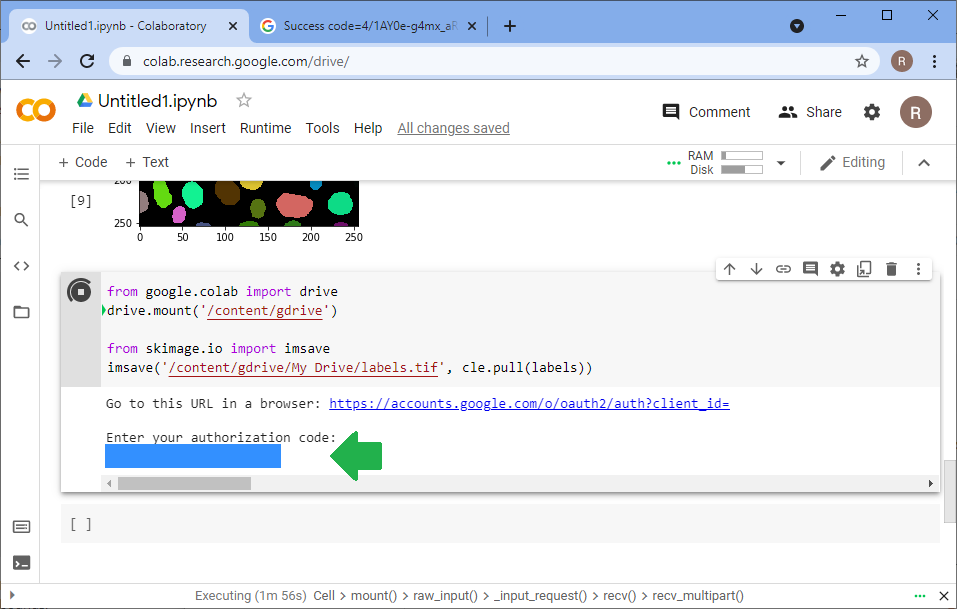 Untitled1.ipynb - Colaboratory
Success code=4/1AY0e-g4mx_aR
colab.research.google.com/drive/
R
Untitled1.ipynb
Comment
Share
R
File Edit View Insert Runtime Tools Help All changes saved
+ Code + Text
RAM
Disk
Editing
[9]
200
250
0 50 100 150 200 250
from google.colab import drive
drive.mount('/content/gdrive')
from skimage.io import imsave
imsave('/content/gdrive/My Drive/labels.tif', cle.pull(labels))
Go to this URL in a browser: https://accounts.google.com/o/oauth2/auth?client_id=
Enter your authorization code:
[ ]
Executing (1m 56s) Cell > mount() > raw_input() > _input_request() > recv() > recv_multipart()